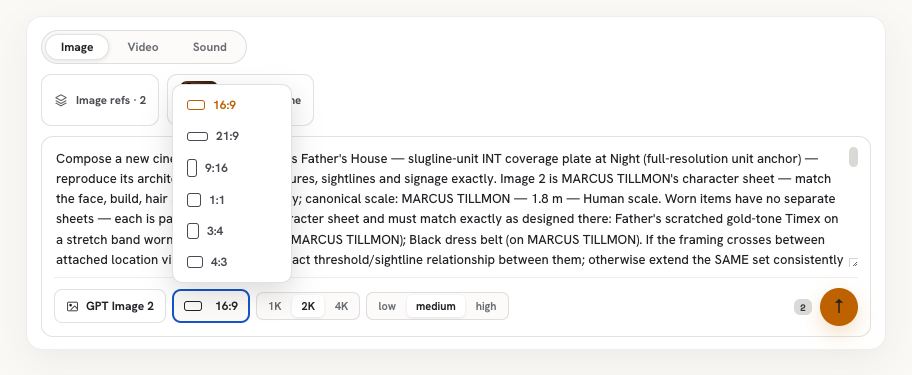 Image Video Sound
Image refs · 2
16:9
21:9
9:16
1:1
3:4
4:3
Compose a new s Father's House — slugline-unit INT coverage plate at Night (full-resolution unit anchor) —
reproduce its ures, sightlines and signage exactly. Image 2 is MARCUS TILLMON's character sheet — match
the face, build, hair y; canonical scale: MARCUS TILLMON — 1.8 m — Human scale. Worn items have no separate
sheets — each is racter sheet and must match exactly as designed there: Father's scratched gold-tone Timex on
a stretch band MARCUS TILLMON); Black dress belt (on MARCUS TILLMON). If the framing crosses between
attached location act threshold/sightline relationship between them; otherwise extend the SAME set consistently
GPT Image 2 16:9 1K 2K 4K low medium high 2